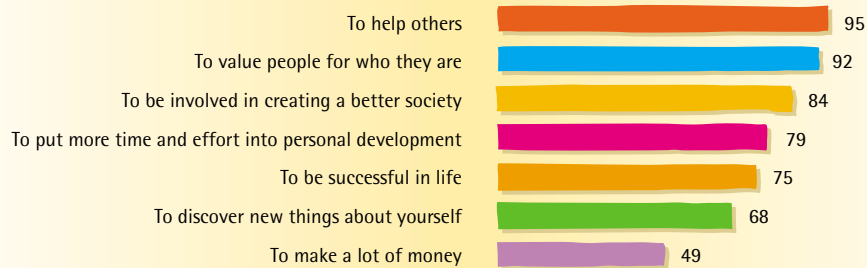 To help others 95
To value people for who they are 92
To be involved in creating a better society 84
To put more time and effort into personal development 79
To be successful in life 75
To discover new things about yourself 68
To make a lot of money 49